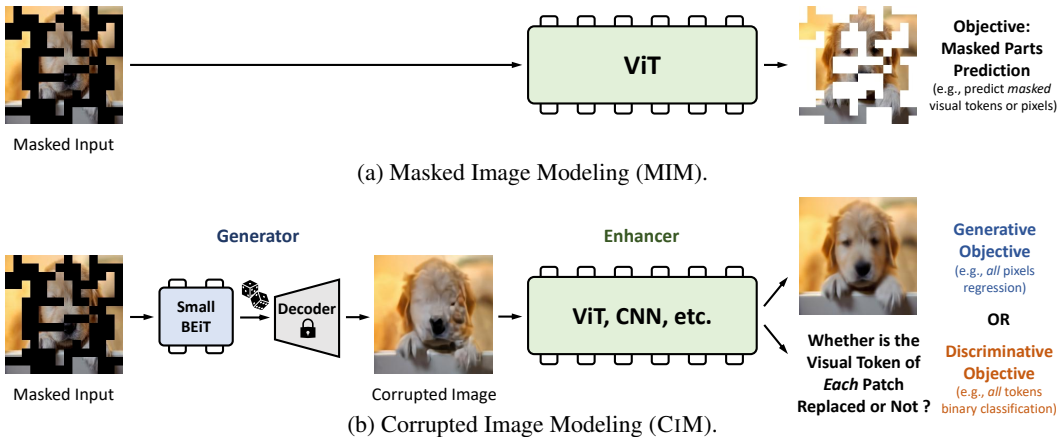 Masked Input
ViT
Objective:
Masked Parts
Prediction
(e.g., predict masked
visual tokens or pixels)
(a) Masked Image Modeling (MIM).
Generator
Enhancer
Masked Input
Small
BEiT
Decoder
Corrupted Image
ViT, CNN, etc.
Whether is the
Visual Token of
Each Patch
Replaced or Not ?
Generative
Objective
(e.g., all pixels
regression)
OR
Discriminative
Objective
(e.g., all tokens
binary classification)
(b) Corrupted Image Modeling (CIM).